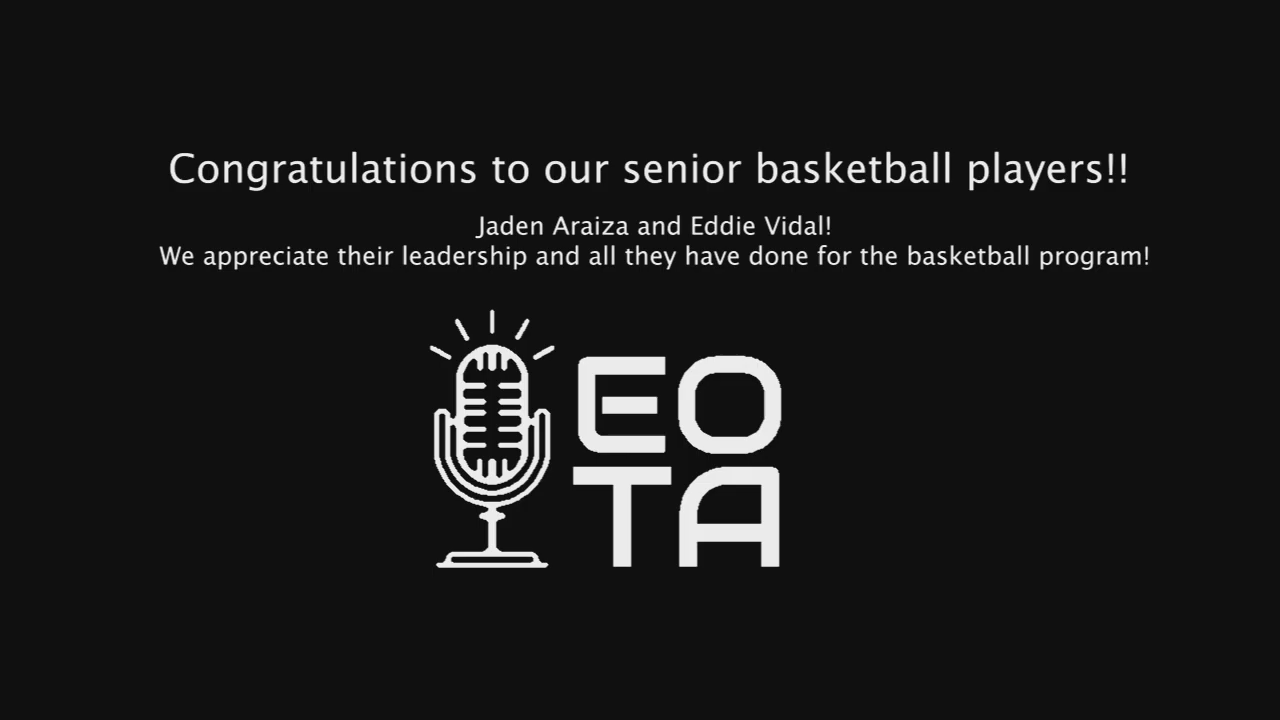 Congratulations to our senior basketball players!!
Jaden Araiza and Eddie Vidal!
We appreciate their leadership and all they have done for the basketball program!
EO
TA